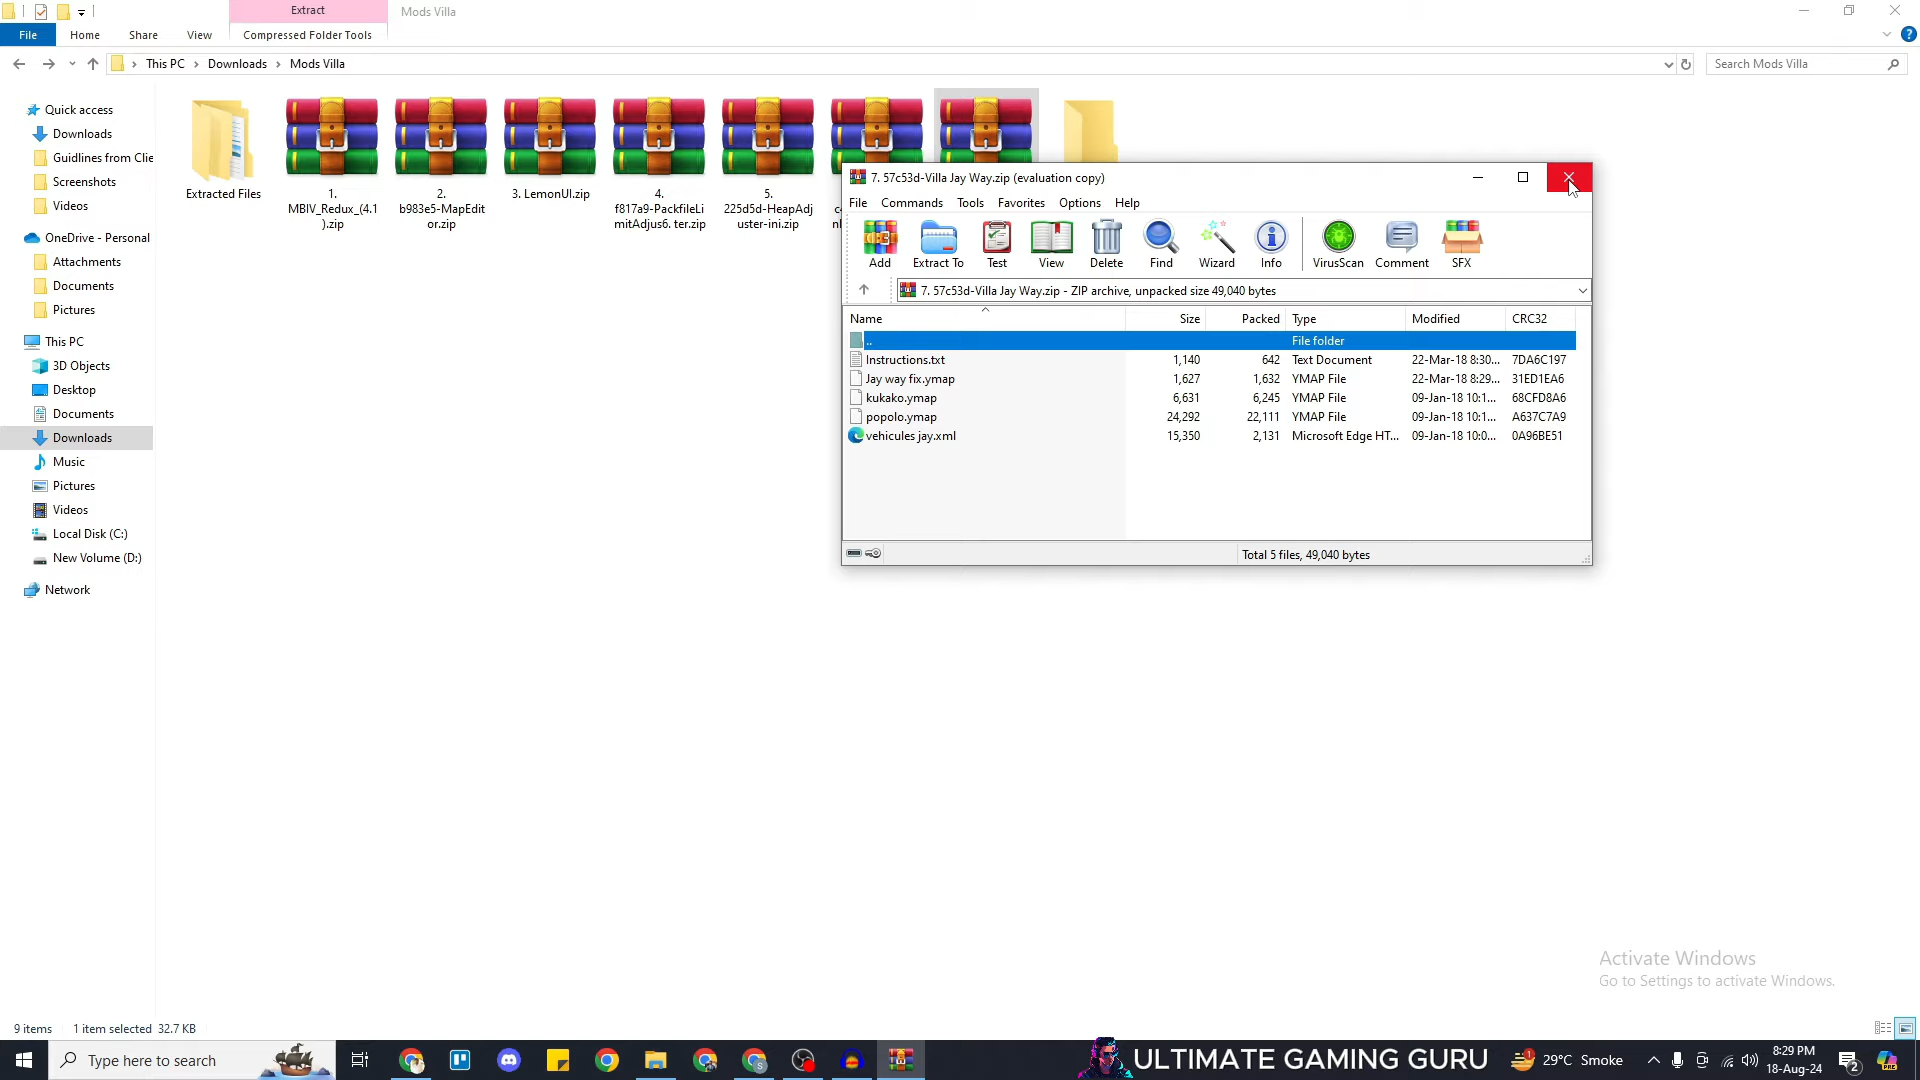 Extract
Mods Villa
File
Home
Share
View
Compressed Folder Tools
This PC
Downloads
Mods Villa
Search Mods Villa
Quick access
Downloads
Guidlines from Clie
Screenshots
Videos
OneDrive - Personal
Attachments
Documents
Pictures
This PC
3D Objects
Desktop
Documents
Downloads
Music
Pictures
Videos
Local Disk (C:)
New Volume (D:)
Network
Extracted Files
1.
MBIV_Redux_(4.1
).zip
2.
b983e5-MapEdit
or.zip
3. LemonUI.zip
4.
f817a9-PackfileLi
mitAdjus6. ter.zip
5.
225d5d-HeapAdj
uster-ini.zip
7. 57c53d-Villa Jay Way.zip (evaluation copy)
File
Commands
Tools
Favorites
Options
Help
Add
Extract To
Test
View
Delete
Find
Wizard
Info
VirusScan
Comment
SFX
7. 57c53d-Villa Jay Way.zip - ZIP archive, unpacked size 49,040 bytes
Name Size Packed Type Modified CRC32
.. File folder
Instructions.txt 1,140 642 Text Document 22-Mar-18 8:30... 7DA6C197
Jay way fix.ymap 1,627 1,632 YMAP File 22-Mar-18 8:29... 31ED1EA6
kukako.ymap 6,631 6,245 YMAP File 09-Jan-18 10:1... 68CFD8A6
popolo.ymap 24,292 22,111 YMAP File 09-Jan-18 10:1... A637C7A9
vehicules jay.xml 15,350 2,131 Microsoft Edge HT... 09-Jan-18 10:0... 0A96BE51
Total 5 files, 49,040 bytes
Activate Windows
Go to Settings to activate Windows.
9 items
1 item selected 32.7 KB
Type here to search
ULTIMATE GAMING GURU
29°C Smoke
8:29 PM
18-Aug-24
2